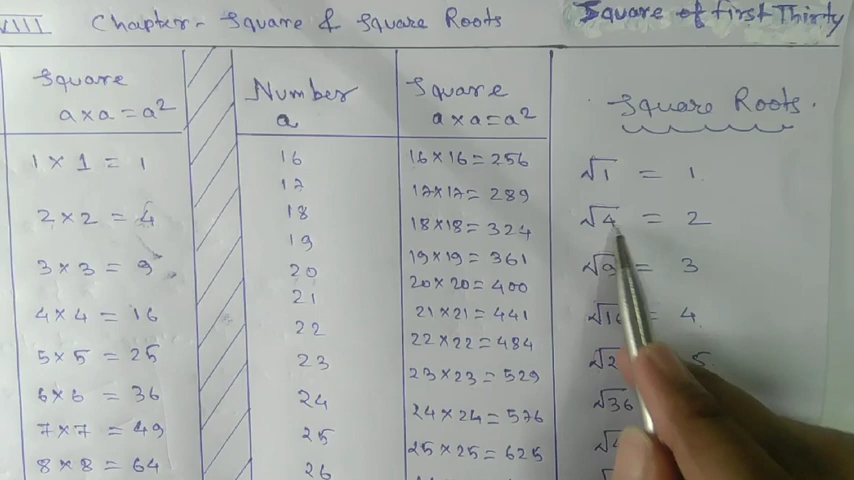 VIII Chapter- Square & Square Roots Square of first Thirty
Square
a×a=a²
1×1=1
2×2=4
3×3=9
4×4=16
5×5=25
6×6=36
7×7=49
8×8=64
Number
a
16
17
18
19
20
21
22
23
24
25
26
Square
a×a=a²
16×16=256
17×17=289
18×18=324
19×19=361
20×20=400
21×21=441
22×22=484
23×23=529
24×24=576
25×25=625
Square Roots.
√1 = 1.
√4 = 2
√9 = 3
√16 = 4.
√2 5.
√36